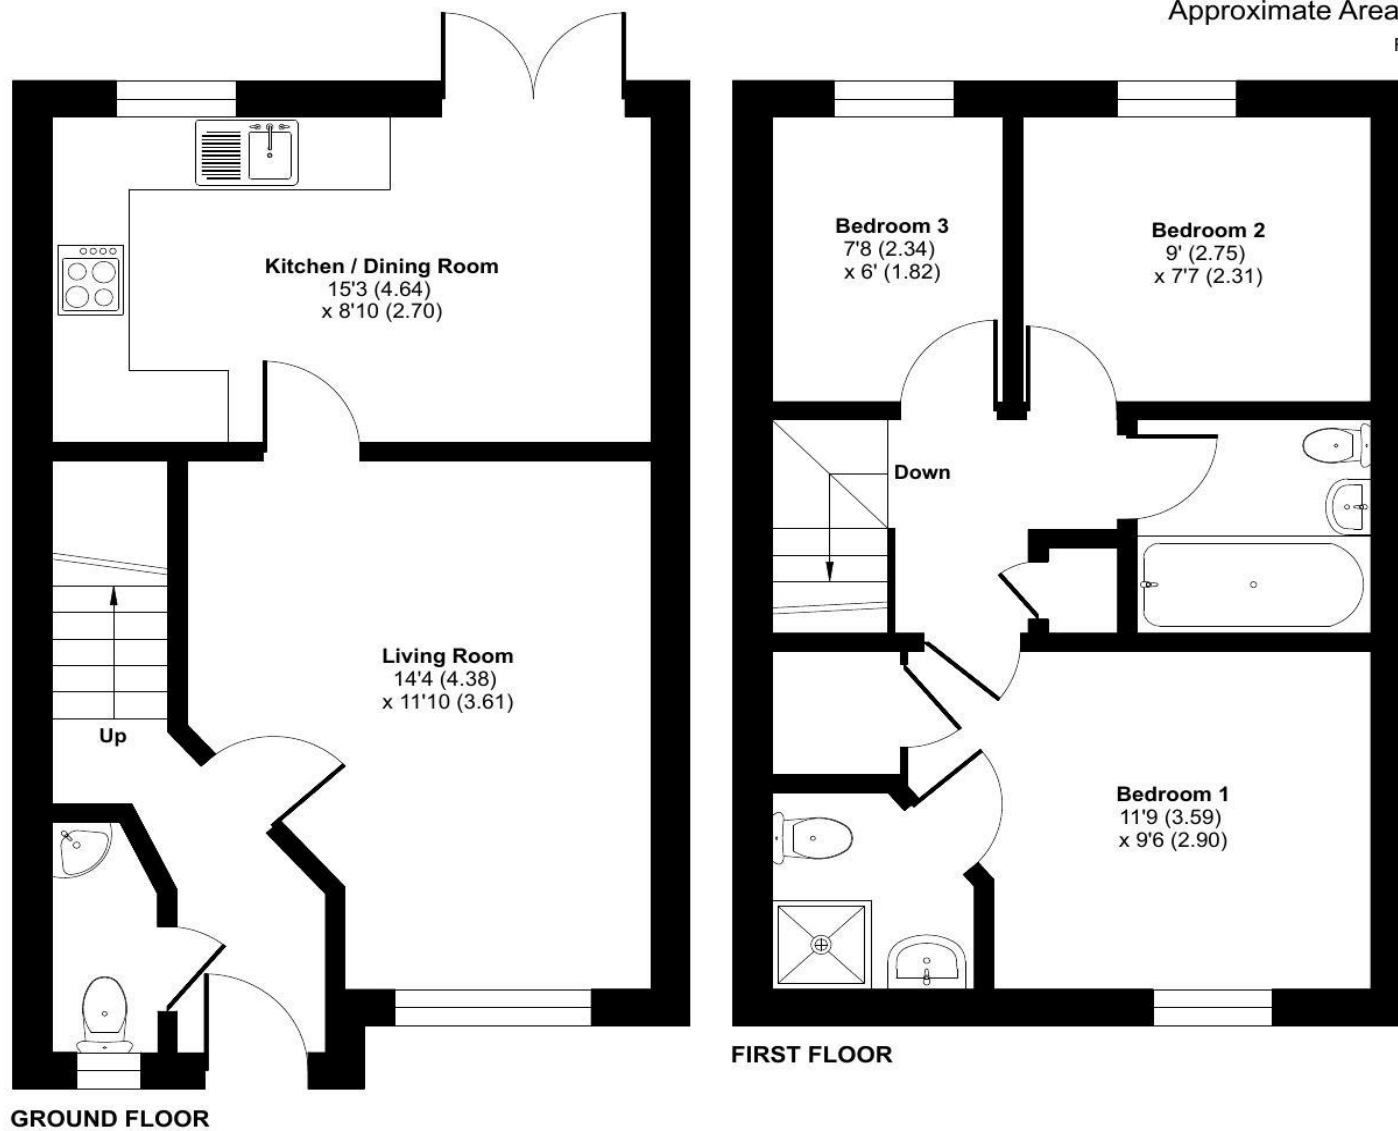 Approximate Area
Kitchen / Dining Room
15'3 (4.64)
x 8'10 (2.70)
Up
Living Room
14'4 (4.38)
x 11'10 (3.61)
GROUND FLOOR
Bedroom 3
7'8 (2.34)
x 6' (1.82)
Bedroom 2
9' (2.75)
x 7'7 (2.31)
Down
Bedroom 1
11'9 (3.59)
x 9'6 (2.90)
FIRST FLOOR